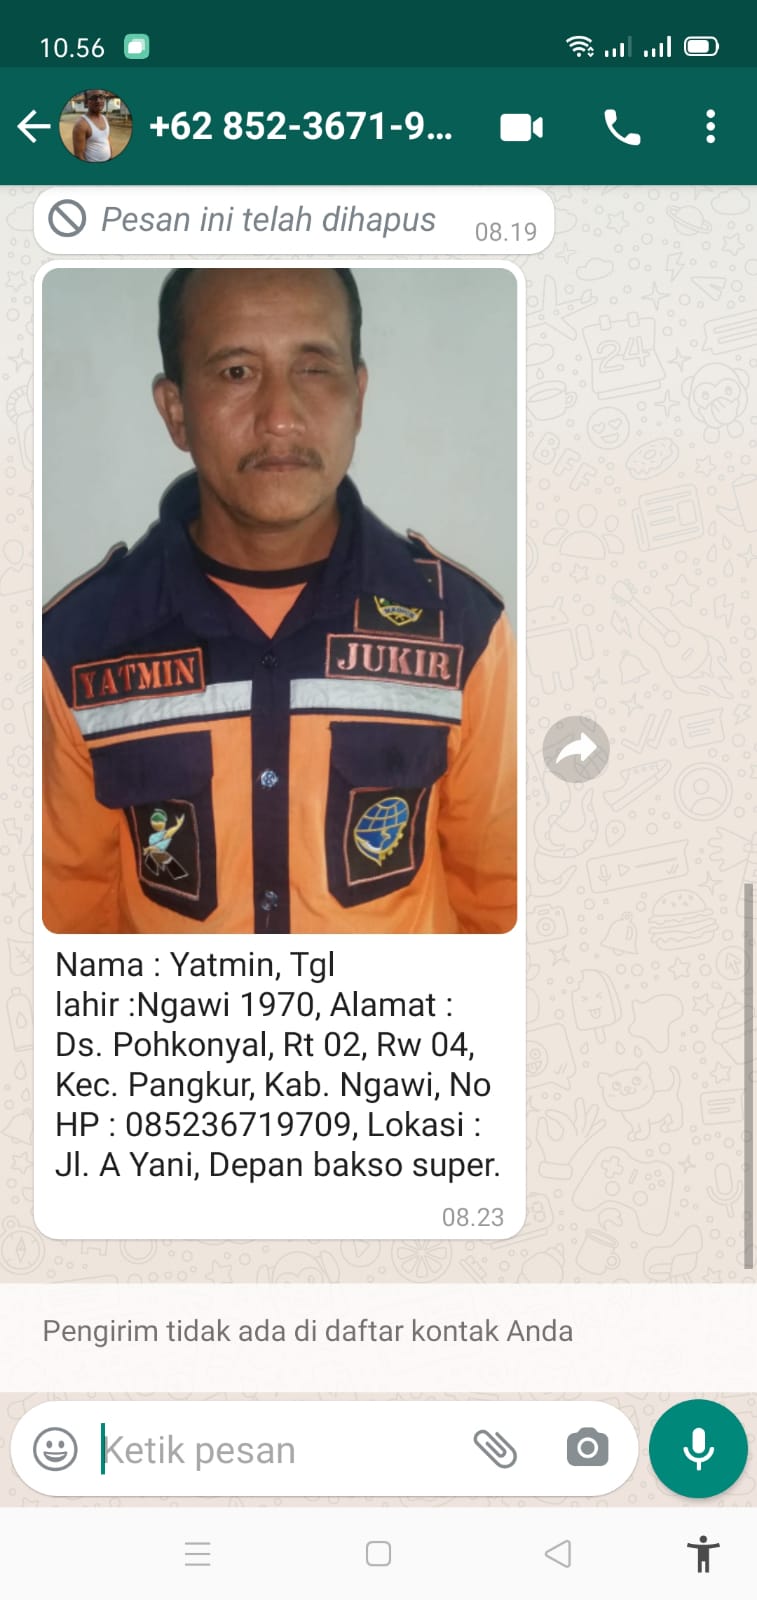 10.56
+62 852-3671-9...
Pesan ini telah dihapus 08.19
YATMIN
JUKIR
Nama : Yatmin, Tgl
lahir :Ngawi 1970, Alamat :
Ds. Pohkonyal, Rt 02, Rw 04,
Kec. Pangkur, Kab. Ngawi, No
HP : 085236719709, Lokasi :
Jl. A Yani, Depan bakso super.
08.23
Pengirim tidak ada di daftar kontak Anda
Ketik pesan